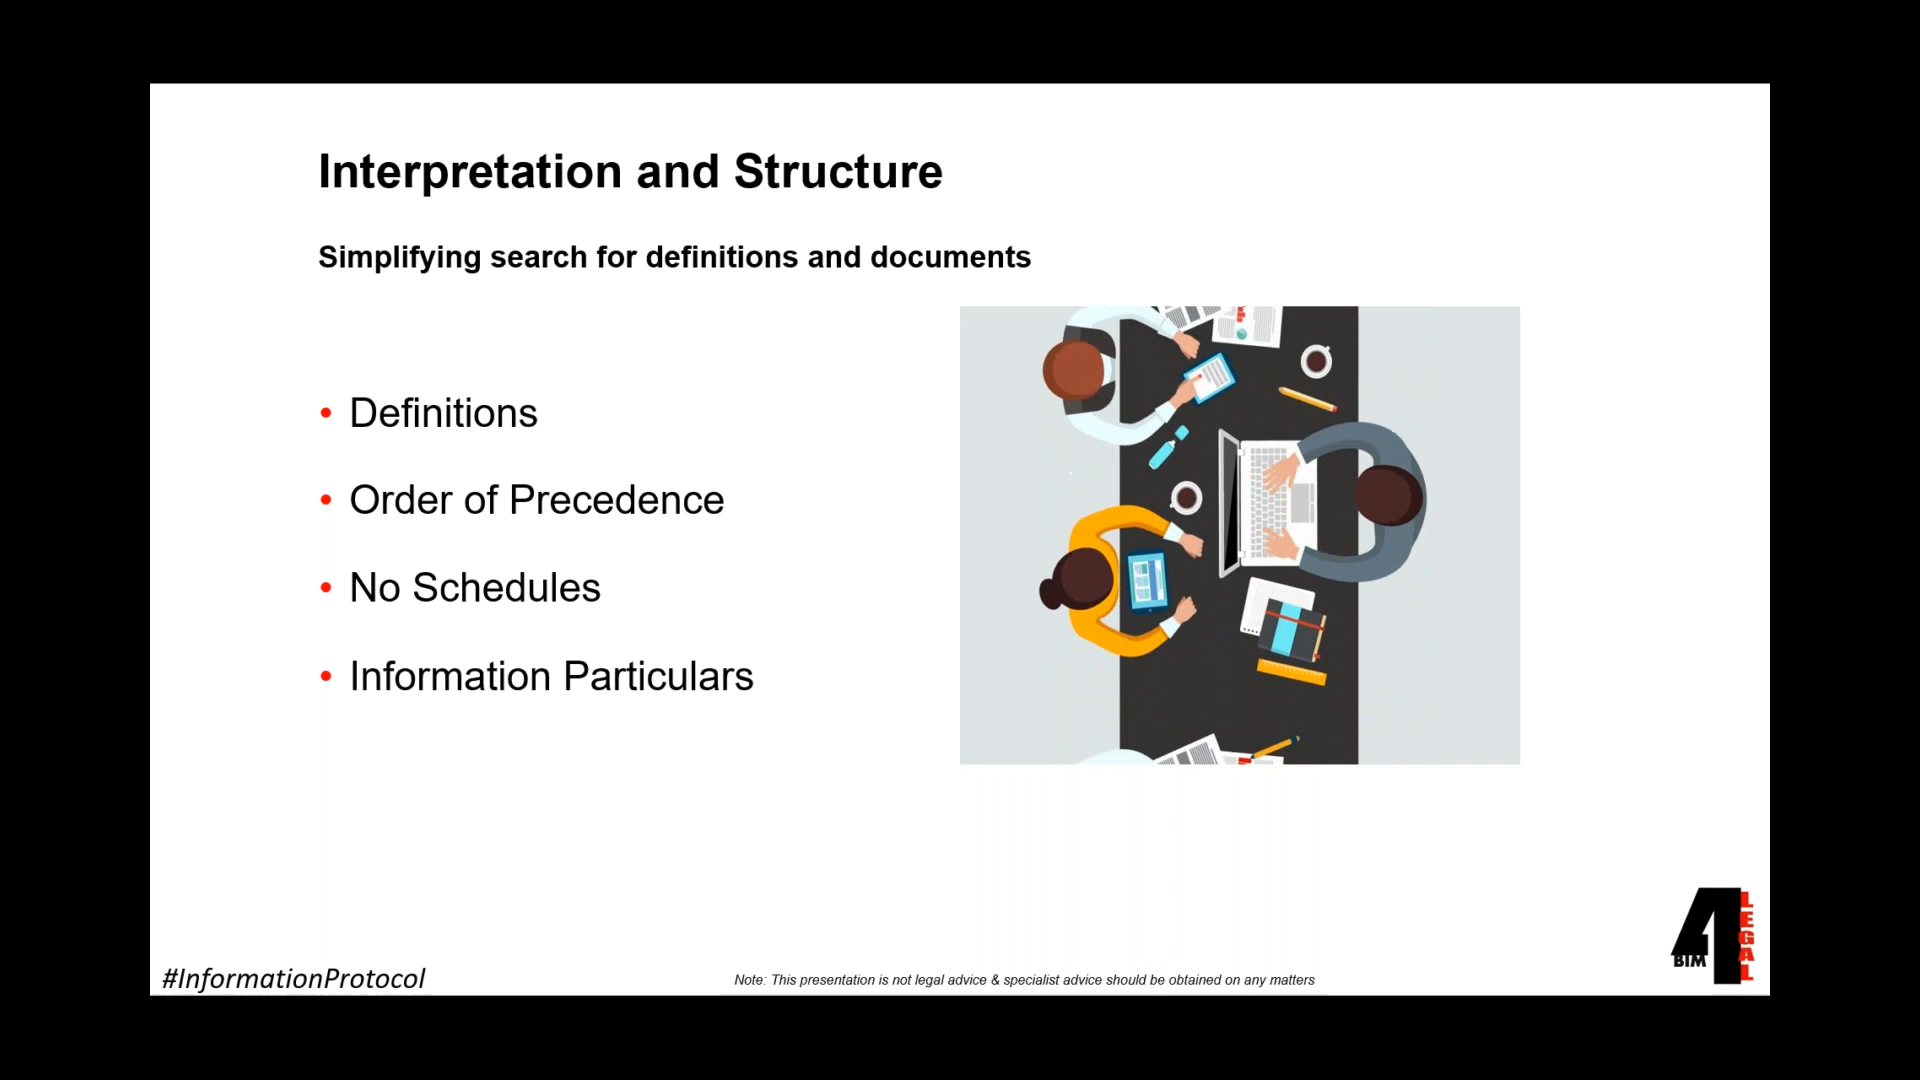 Interpretation and Structure
Simplifying search for definitions and documents
• Definitions
• Order of Precedence
• No Schedules
• Information Particulars
#InformationProtocol
Note: This presentation is not legal advice & specialist advice should be obtained on any matters
4
BIM
LEGAL